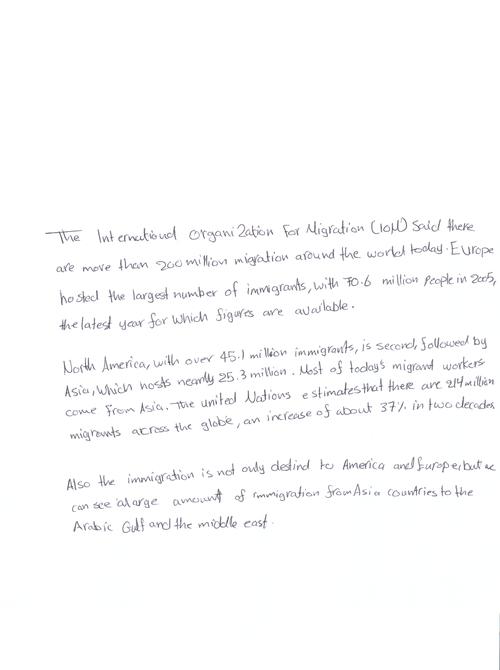 The International Organization For Migration (IOM) said there
are more than 200 million migration around the world today. Europe
hosted the largest number of immigrants, with 70.6 million people in 2005,
the latest year for which figures are available.
North America, with over 45.1 million immigrants, is second, followed by
Asia, which hosts nearly 25.3 million. Most of today's migrant workers
come from Asia. The united Nations estimates that there are 214 million
migrants across the globe, an increase of about 37% in two decades
Also the immigration is not only destind to America and Europe, but we
can see a large amount of immigration from Asia countries to the
Arabic Gulf and the middle east.